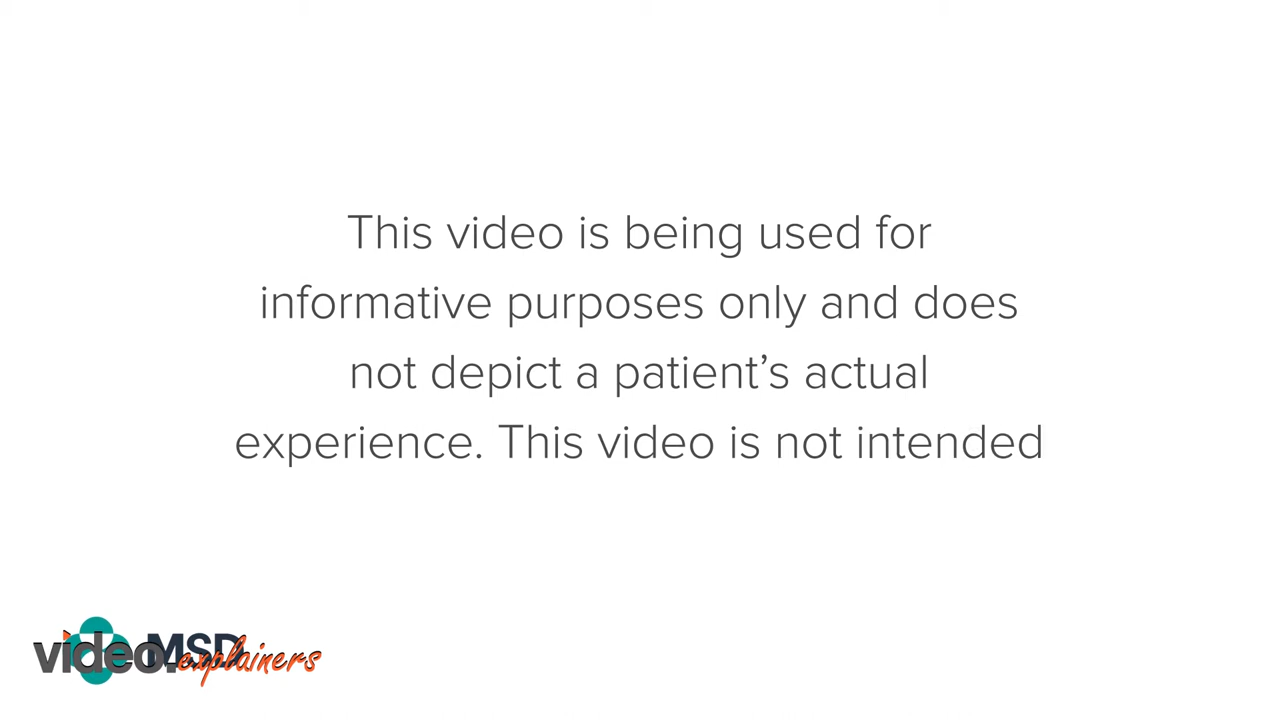 This video is being used for
informative purposes only and does
not depict a patient’s actual
experience. This video is not intended
MSD
video.explainers